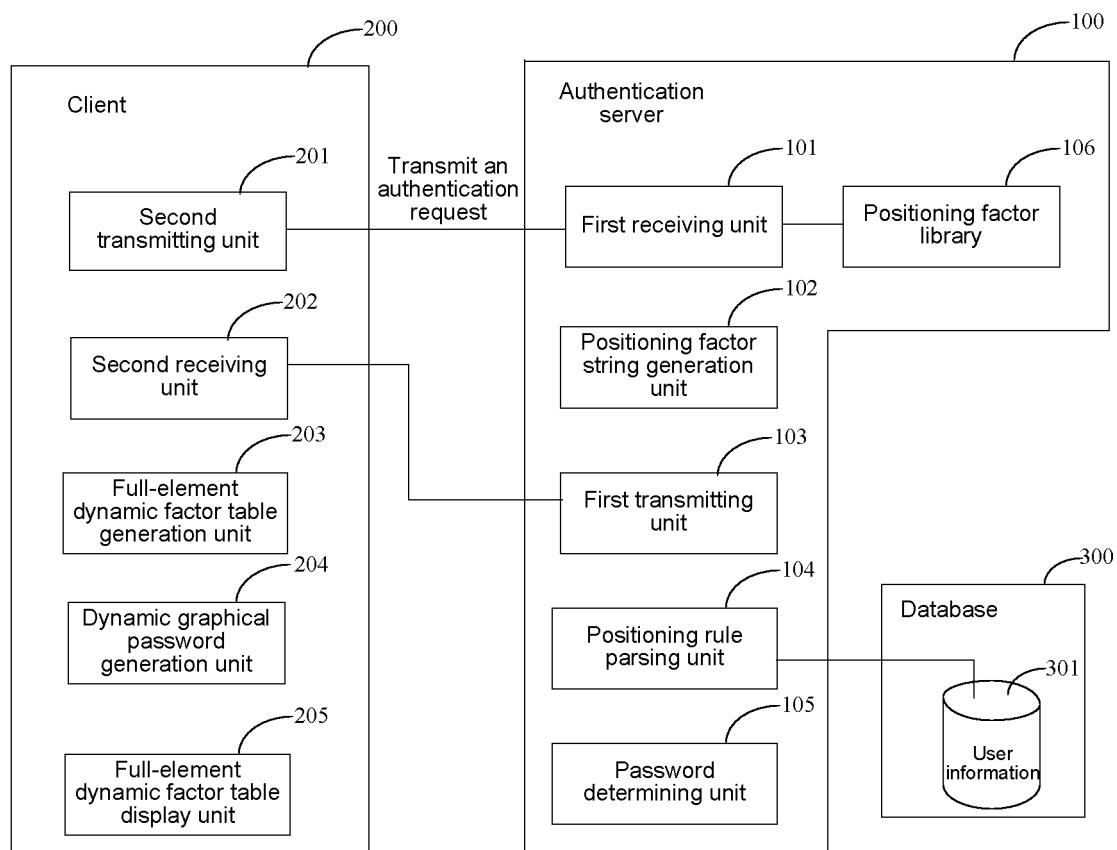 200
100
Client
Authentication
server
201
Transmit an
authentication
request
101
106
Second
transmitting unit
First receiving unit
Positioning factor
library
202
102
Second receiving
unit
Positioning factor
string generation
unit
203
103
Full-element
dynamic factor table
generation unit
First transmitting
unit
204
104
300
Dynamic graphical
password
generation unit
Positioning rule
parsing unit
Database
301
User
information
205
105
Full-element
dynamic factor table
display unit
Password
determining unit